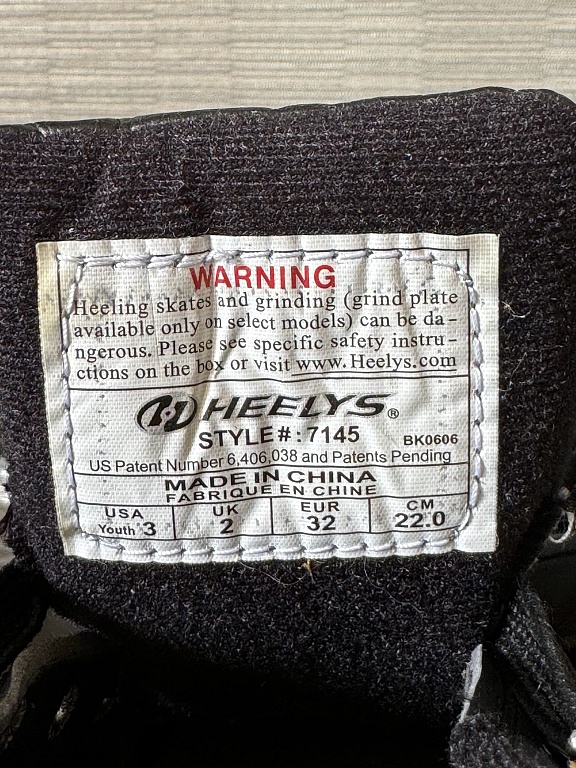 WARNING
Heeling skates and grinding (grind plate
available only on select models) can be da-
ngerous. Please see specific safety instru-
ctions on the box or visit www.Heelys.com
HEELYS®
STYLE#:7145 BK0606
US Patent Number 6,406,038 and Patents Pending
MADE IN CHINA
FABRIQUE EN CHINE
USA UK EUR CM
Youth 3 2 32 22.0